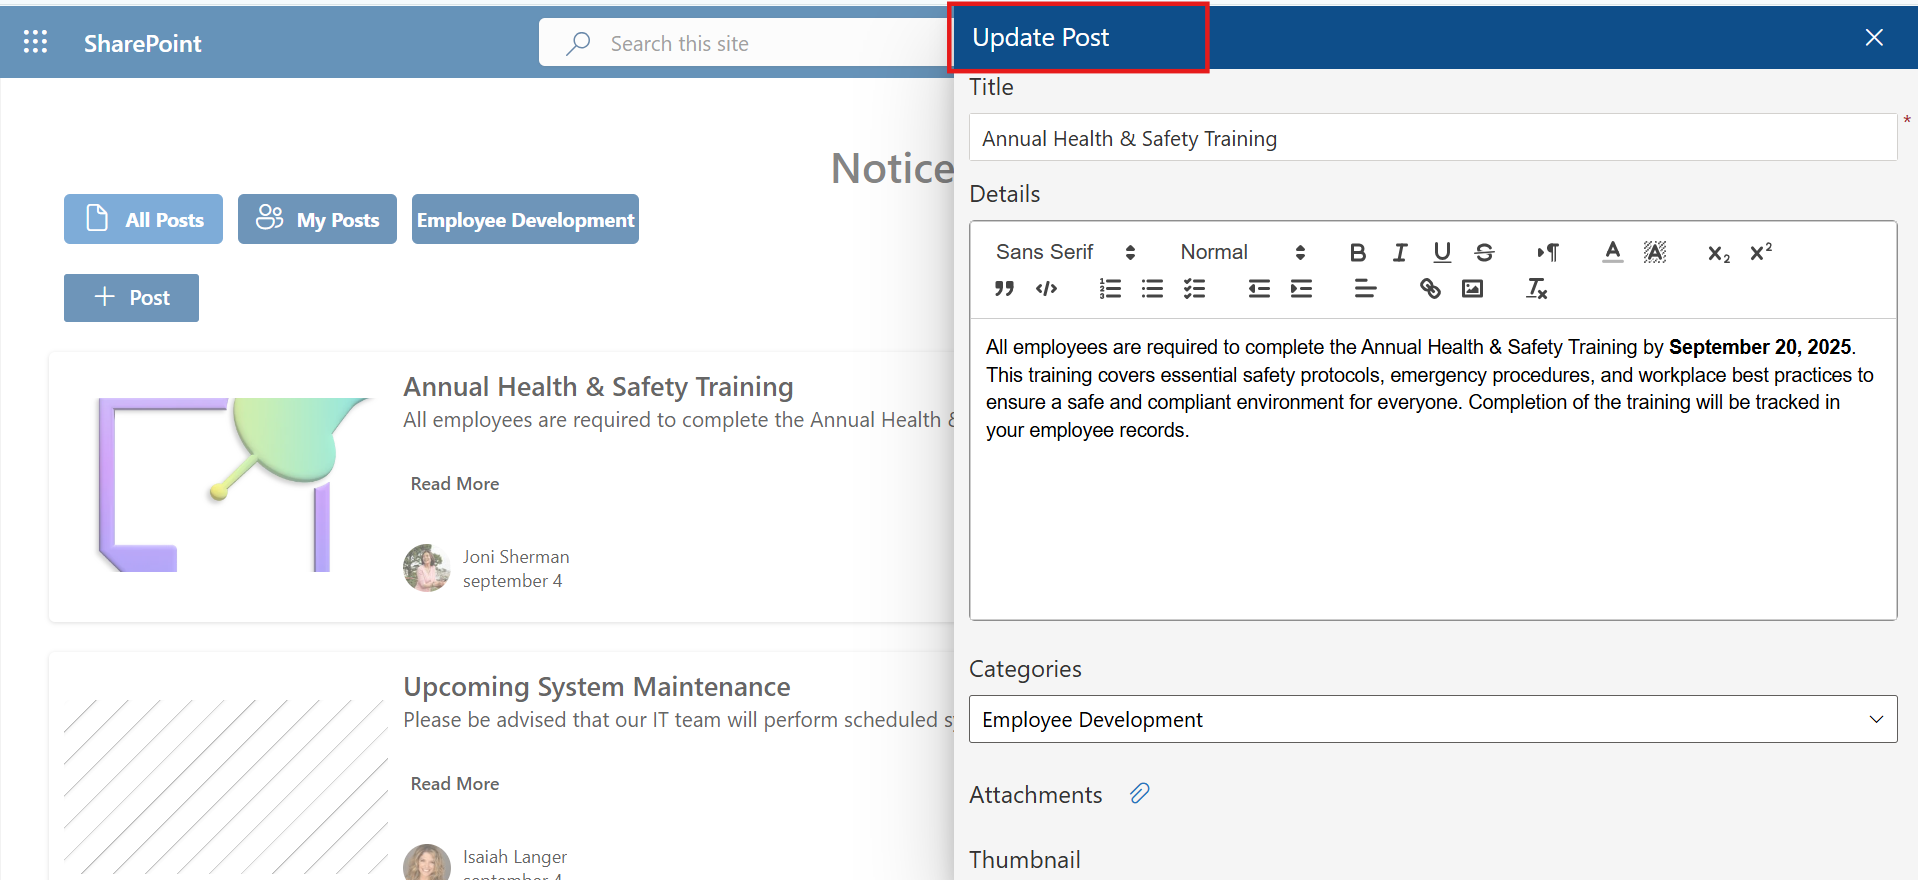 SharePoint
Search this site
Update Post
Title
Annual Health & Safety Training
*
Notice
Details
All Posts
My Posts
Employee Development
Sans Serif
Normal
Post
All employees are required to complete the Annual Health & Safety Training by September 20, 2025.
This training covers essential safety protocols, emergency procedures, and workplace best practices to
ensure a safe and compliant environment for everyone. Completion of the training will be tracked in
your employee records.
Annual Health & Safety Training
All employees are required to complete the Annual Health
Read More
Joni Sherman
september 4
Categories
Employee Development
Upcoming System Maintenance
Please be advised that our IT team will perform scheduled
Read More
Attachments
Isaiah Langer
september 4
Thumbnail